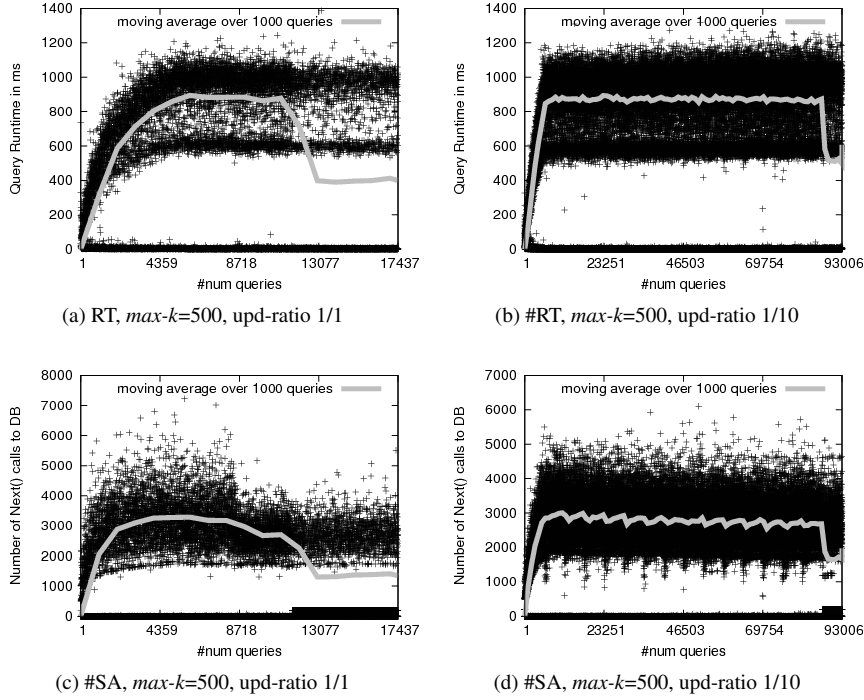 1400
1200
1000
800
600
400
200
0
Query Runtime in ms
moving average over 1000 queries
1 4359 8718 13077 17437
#num queries
(a) RT, max-k=500, upd-ratio 1/1
1400
1200
1000
800
600
400
200
0
Query Runtime in ms
moving average over 1000 queries
1 23251 46503 69754 93006
#num queries
(b) #RT, max-k=500, upd-ratio 1/10
8000
7000
6000
5000
4000
3000
2000
1000
0
Number of Next() calls to DB
moving average over 1000 queries
1 4359 8718 13077 17437
#num queries
(c) #SA, max-k=500, upd-ratio 1/1
7000
6000
5000
4000
3000
2000
1000
0
Number of Next() calls to DB
moving average over 1000 queries
1 23251 46503 69754 93006
#num queries
(d) #SA, max-k=500, upd-ratio 1/10